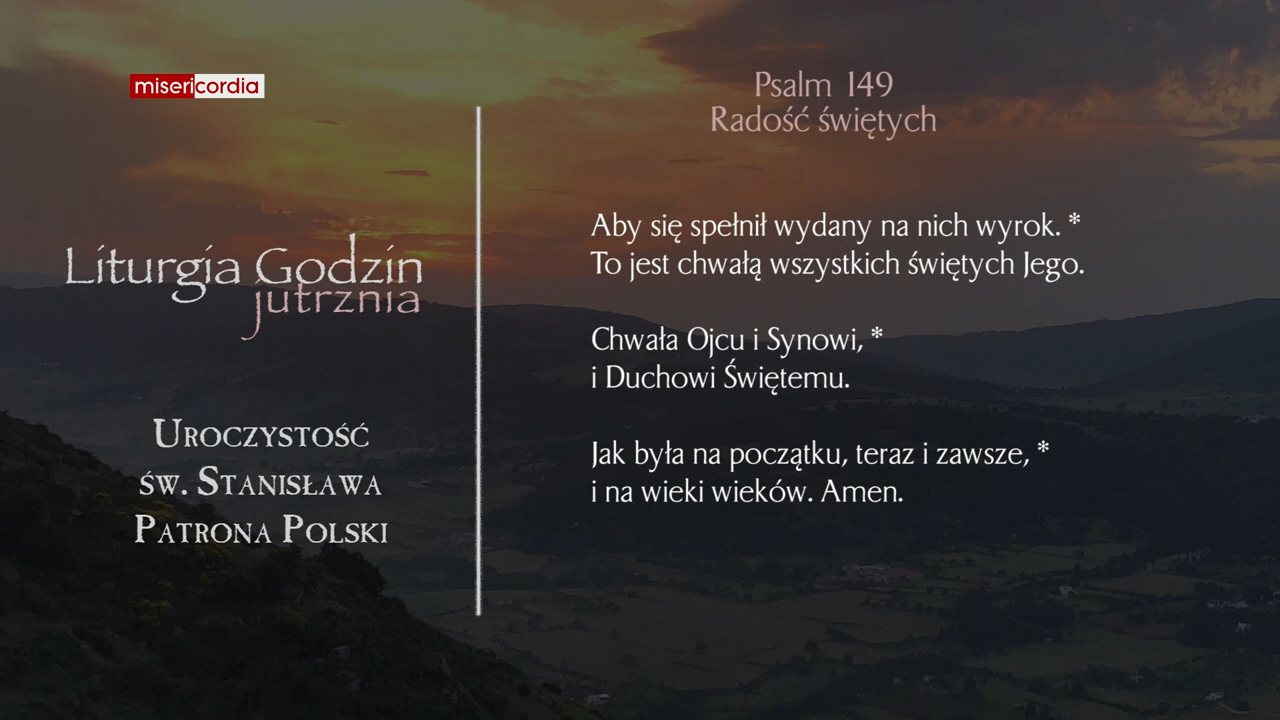 misericordia
Liturgia Godzin
jutrznia
Uroczystość
św. Stanisława
Patrona Polski
Psalm 149
Radość świętych
Aby się spełnił wydany na nich wyrok. *
To jest chwałą wszystkich świętych Jego.
Chwała Ojcu i Synowi, *
i Duchowi Świętemu.
Jak była na początku, teraz i zawsze, *
i na wieki wieków. Amen.